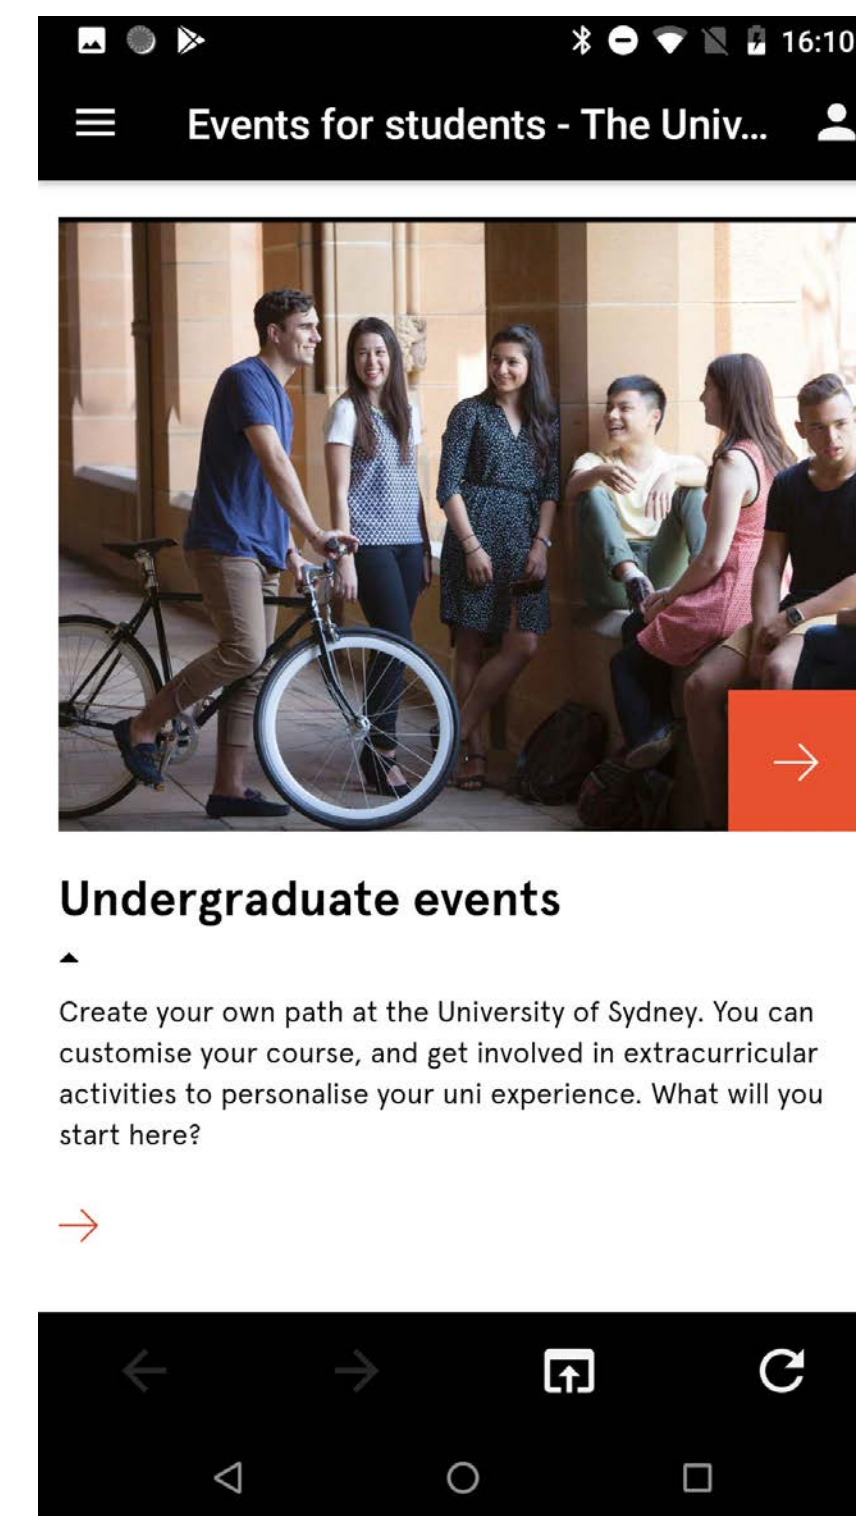 16:10
Events for students - The Univ...
Undergraduate events
Create your own path at the University of Sydney. You can
customise your course, and get involved in extracurricular
activities to personalise your uni experience. What will you
start here?